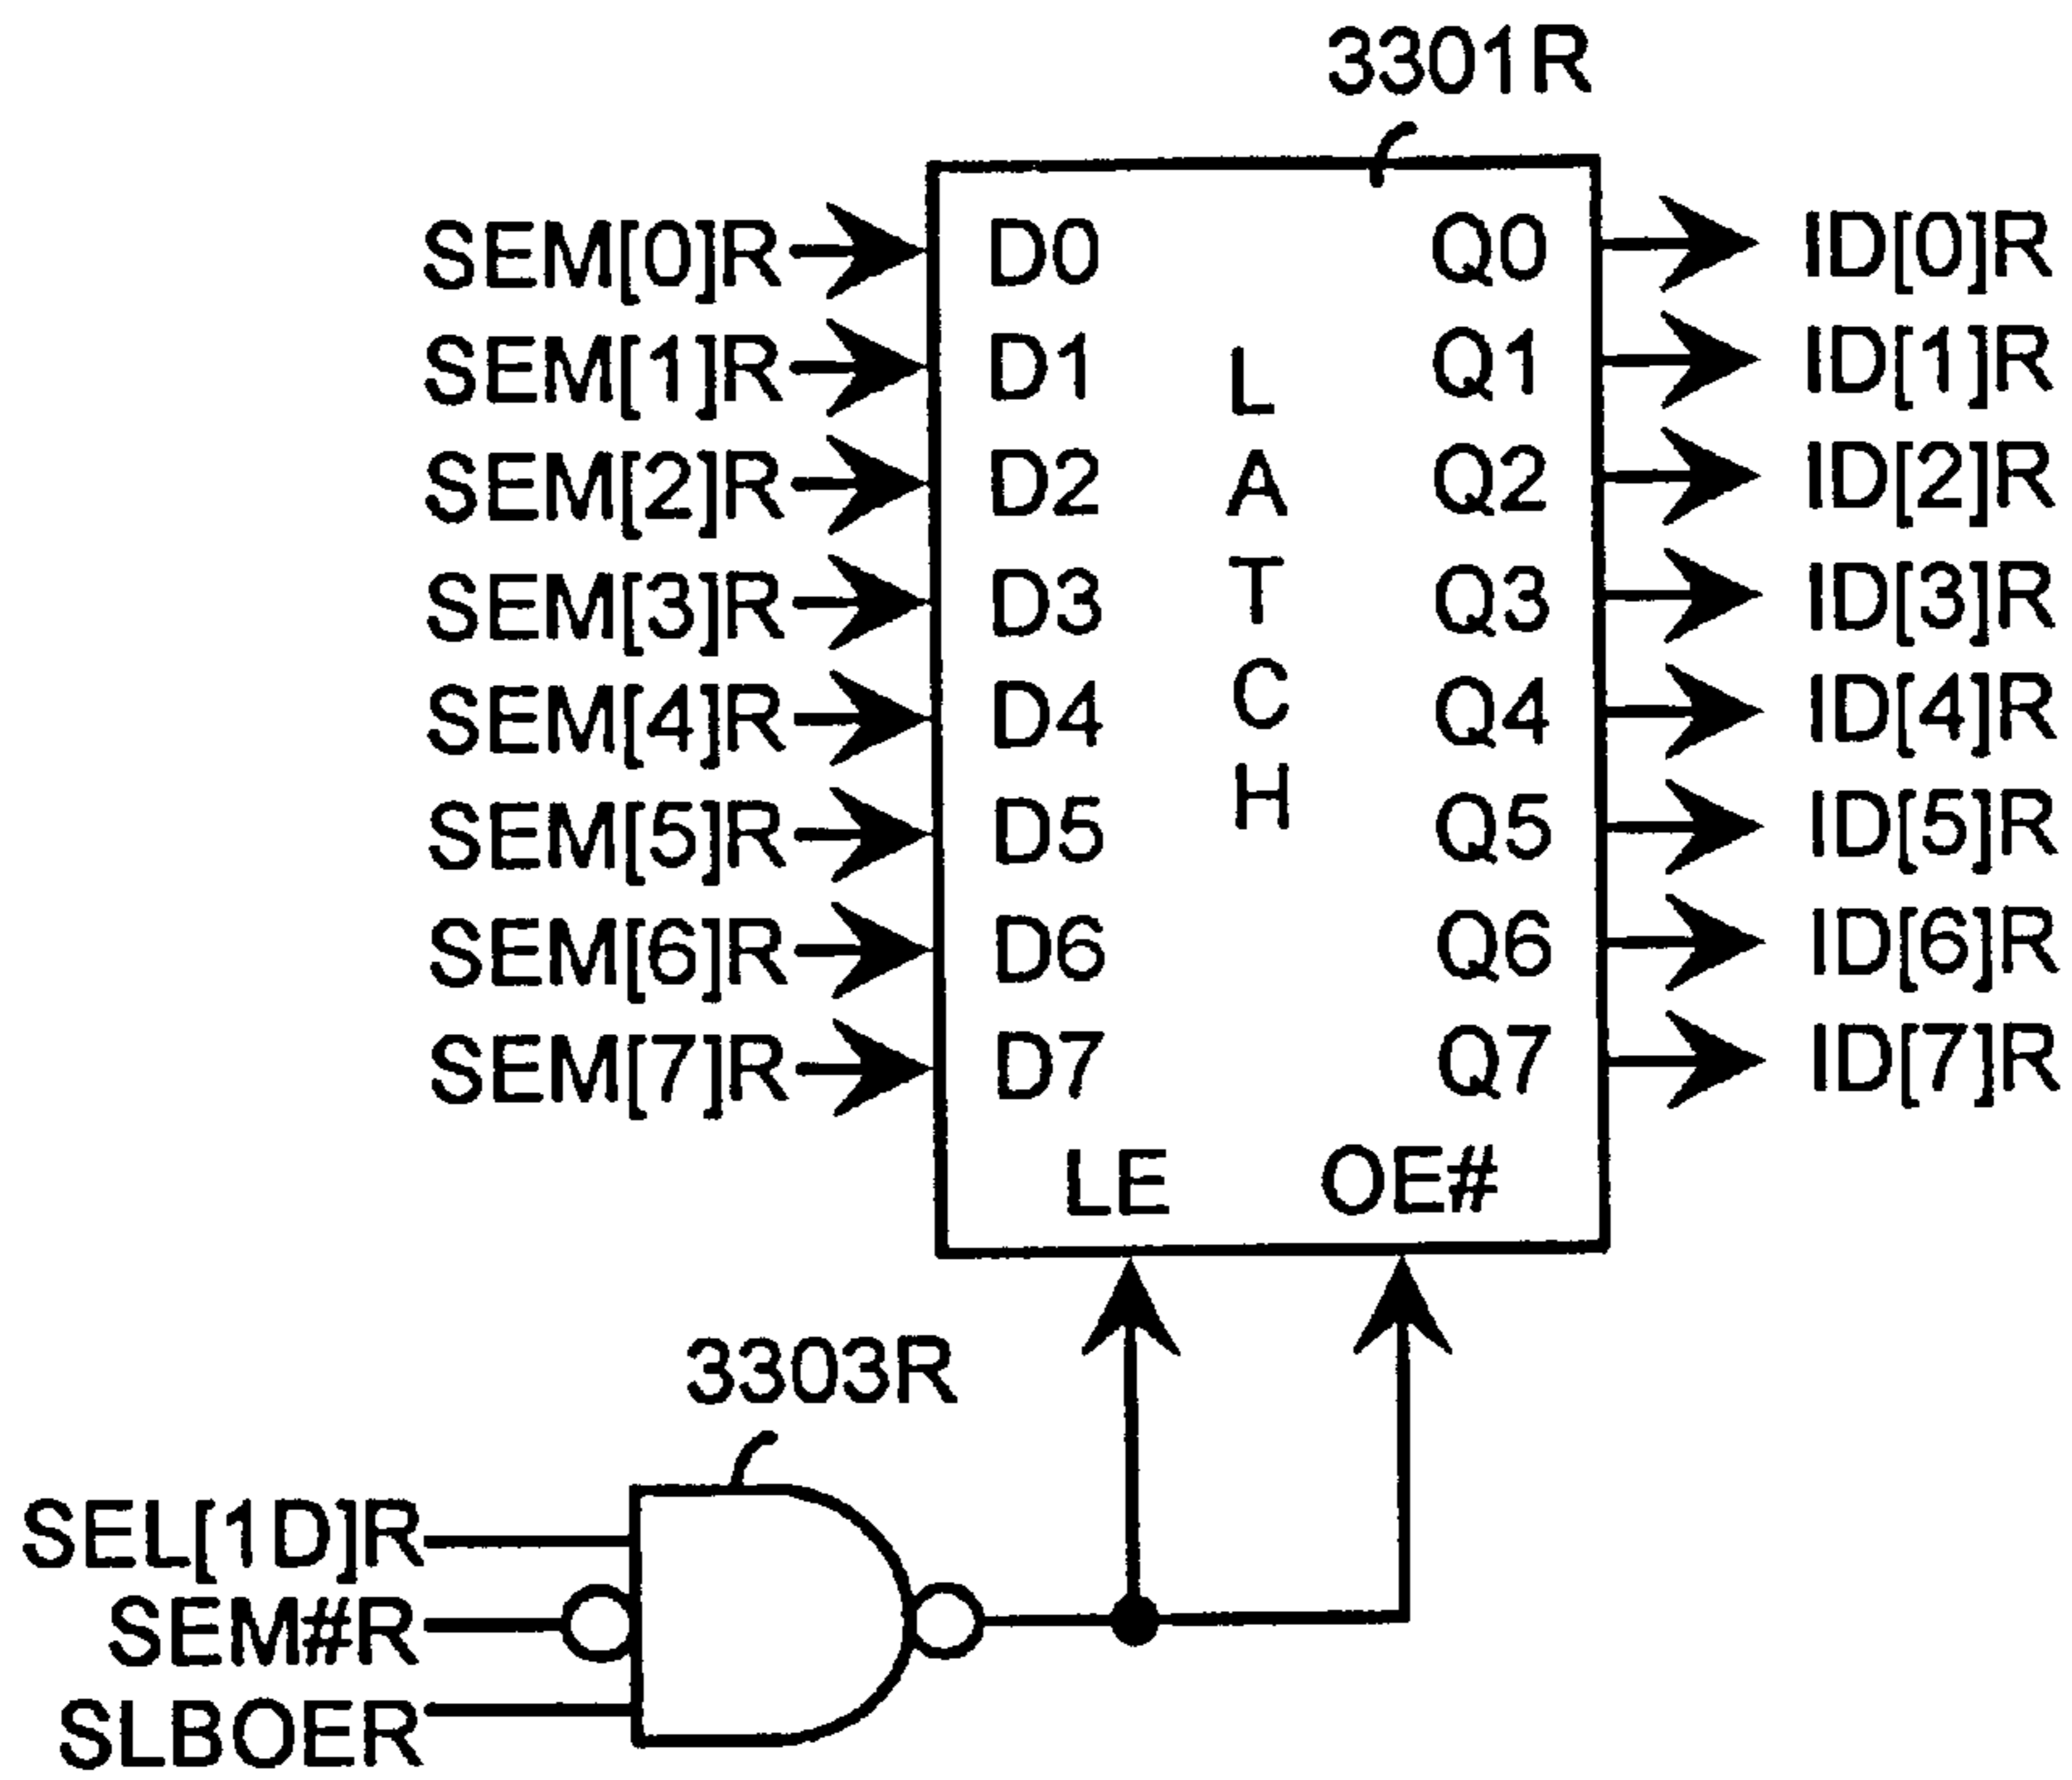 3301R
SEM[0]R D0 Q0 ID[0]R
SEM[1]R D1 Q1 ID[1]R
SEM[2]R D2 Q2 ID[2]R
SEM[3]R D3 Q3 ID[3]R
SEM[4]R D4 Q4 ID[4]R
SEM[5]R D5 Q5 ID[5]R
SEM[6]R D6 Q6 ID[6]R
SEM[7]R D7 Q7 ID[7]R
LATCH
LE OE#
3303R
SEL[1D]R
SEM#R
SLBOER